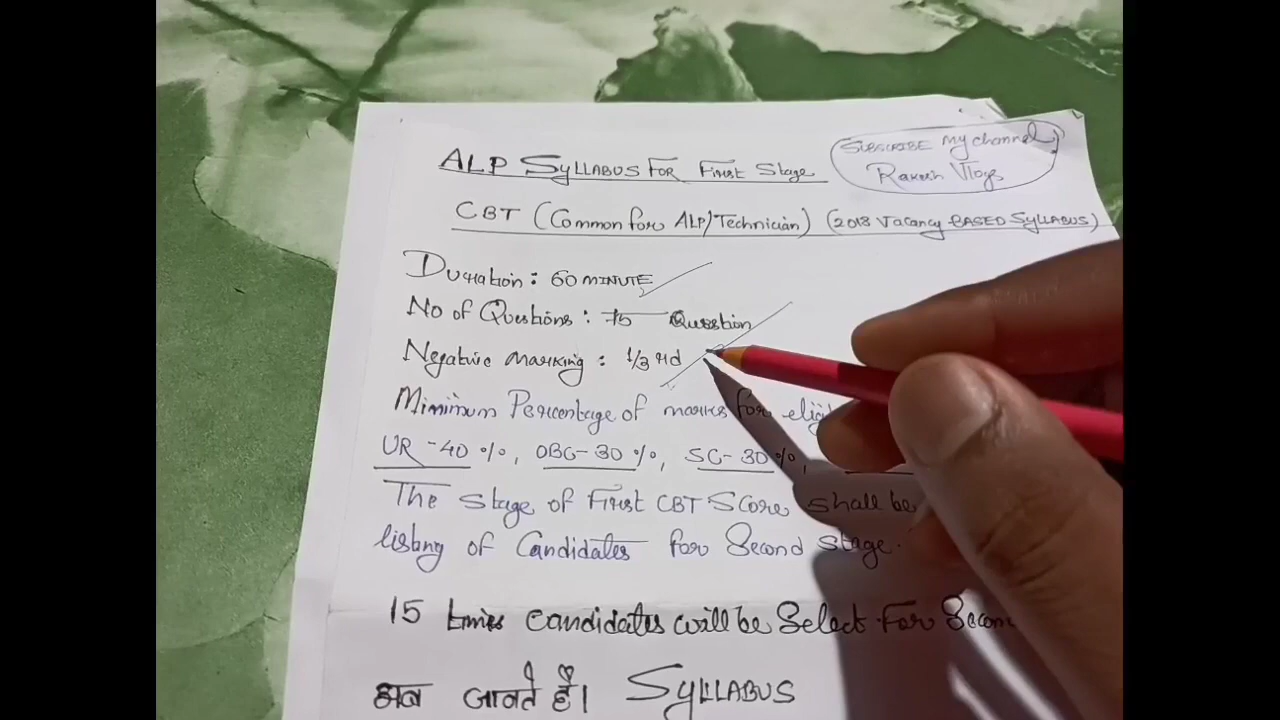 SUBSCRIBE my channel
Rakesh Vlogs
ALP SYLLABUS FOR First Stage
CBT (Common for ALP/Technician) (2018 Vacancy BASED SYLLABUS)
Duration: 60 MINUTE
No of Questions: 75 Question
Negative marking: 1/3 rd
Minimum Percentage of marks for
UR - 40 %, OBC - 30 %, SC - 30 %,
The stage of First CBT Score shall be
listing of Candidates for Second stage.
15 times candidates will be Select For
अब जानते हैं। SYLLABUS